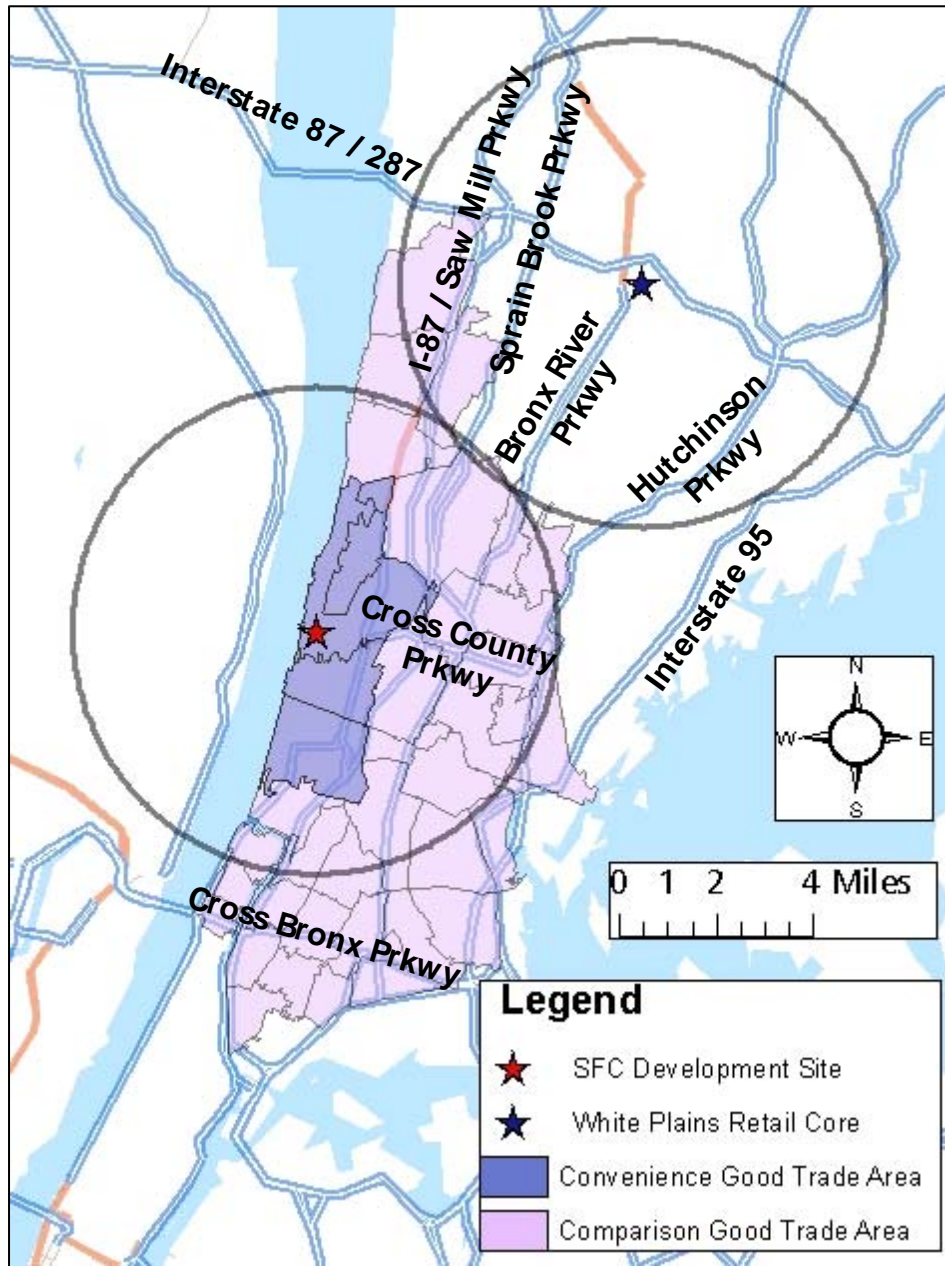 Interstate 87 / 287
I-87 / Saw Mill Prkwy
Sprain Brook Prkwy
Bronx River
Prkwy
Hutchinson
Prkwy
Interstate 95
Cross County
Prkwy
Cross Bronx Prkwy
N
W
E
S
0 1 2 4 Miles
Legend
SFC Development Site
White Plains Retail Core
Convenience Good Trade Area
Comparison Good Trade Area